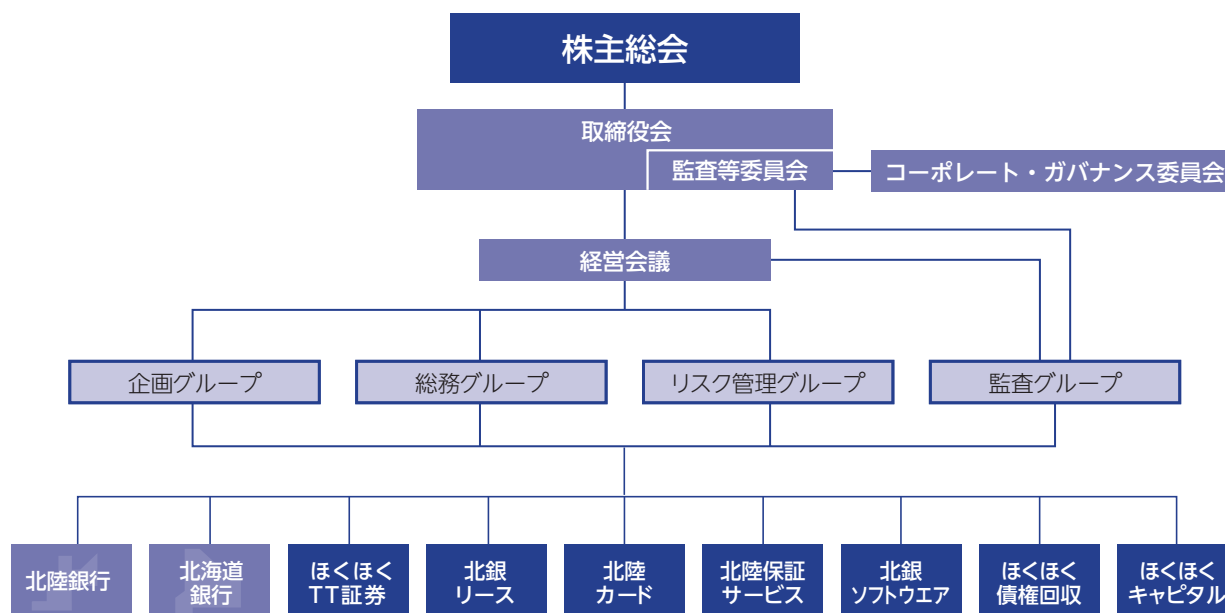 株主総会
取締役会
監査等委員会
コーポレート・ガバナンス委員会
経営会議
企画グループ
総務グループ
リスク管理グループ
監査グループ
北陸銀行
北海道
銀行
ほくほく
TT証券
北銀
リース
北陸
カード
北陸保証
サービス
北銀
ソフトウエア
ほくほく
債権回収
ほくほく
キャピタル